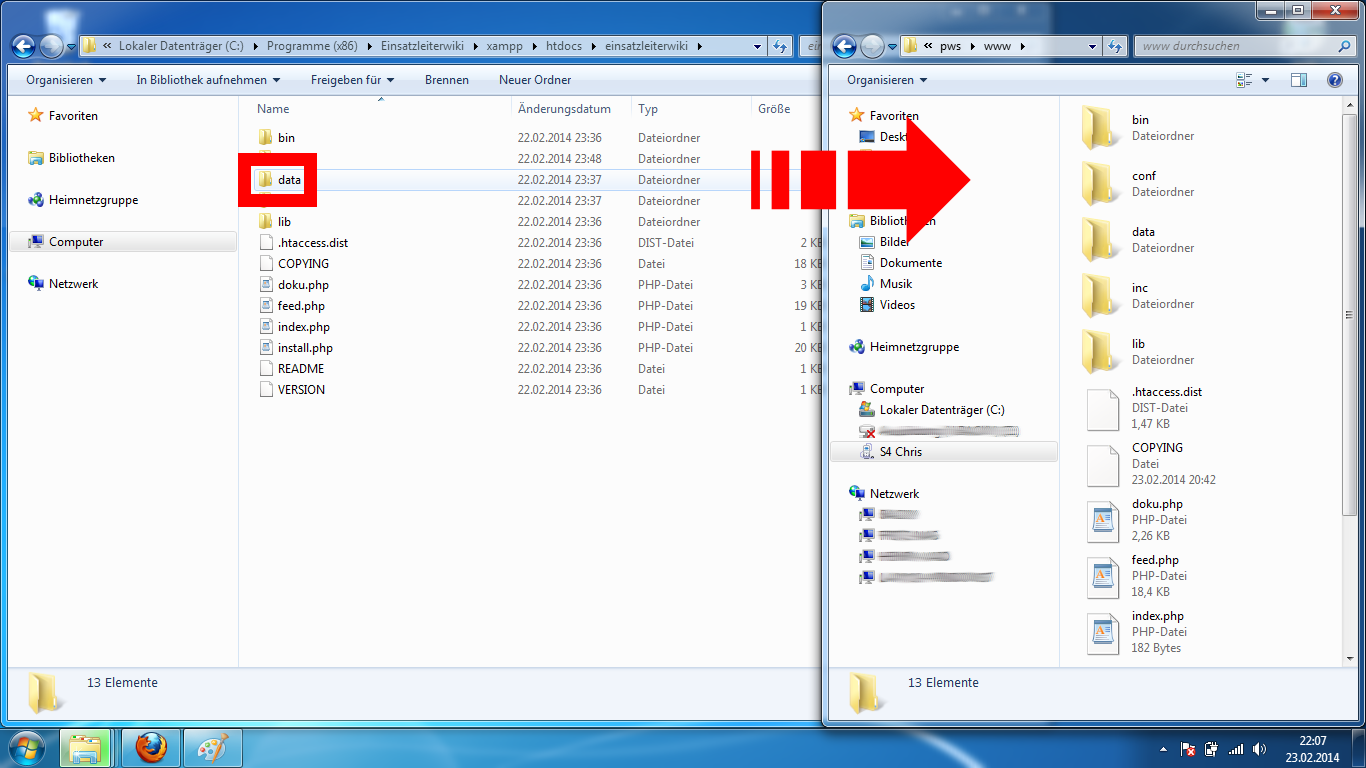 « Lokaler Datenträger (C:) ▸ Programme (x86) ▸ Einsatzleiterwiki ▸ xampp ▸ htdocs ▸ einsatzleiterwiki ▸
Organisieren In Bibliothek aufnehmen Freigeben für Brennen Neuer Ordner
Favoriten
Bibliotheken
Heimnetzgruppe
Computer
Netzwerk
Name Änderungsdatum Typ Größe
bin 22.02.2014 23:36 Dateiordner
22.02.2014 23:48 Dateiordner
data 22.02.2014 23:37 Dateiordner
22.02.2014 23:37 Dateiordner
lib 22.02.2014 23:36 Dateiordner
.htaccess.dist 22.02.2014 23:36 DIST-Datei 2 KB
COPYING 22.02.2014 23:36 Datei 18 KB
doku.php 22.02.2014 23:36 PHP-Datei 3 KB
feed.php 22.02.2014 23:36 PHP-Datei 19 KB
index.php 22.02.2014 23:36 PHP-Datei 1 KB
install.php 22.02.2014 23:36 PHP-Datei 20 KB
README 22.02.2014 23:36 Datei 1 KB
VERSION 22.02.2014 23:36 Datei 1 KB
13 Elemente
« pws ▸ www ▸ www durchsuchen
Organisieren
Favoriten
Bibliotheken
Bilder
Dokumente
Musik
Videos
Heimnetzgruppe
Computer
Lokaler Datenträger (C:)
S4 Chris
Netzwerk
bin
Dateiordner
conf
Dateiordner
data
Dateiordner
inc
Dateiordner
lib
Dateiordner
.htaccess.dist
DIST-Datei
1,47 KB
COPYING
Datei
23.02.2014 20:42
doku.php
PHP-Datei
2,26 KB
feed.php
PHP-Datei
18,4 KB
index.php
PHP-Datei
182 Bytes
13 Elemente
22:07
23.02.2014